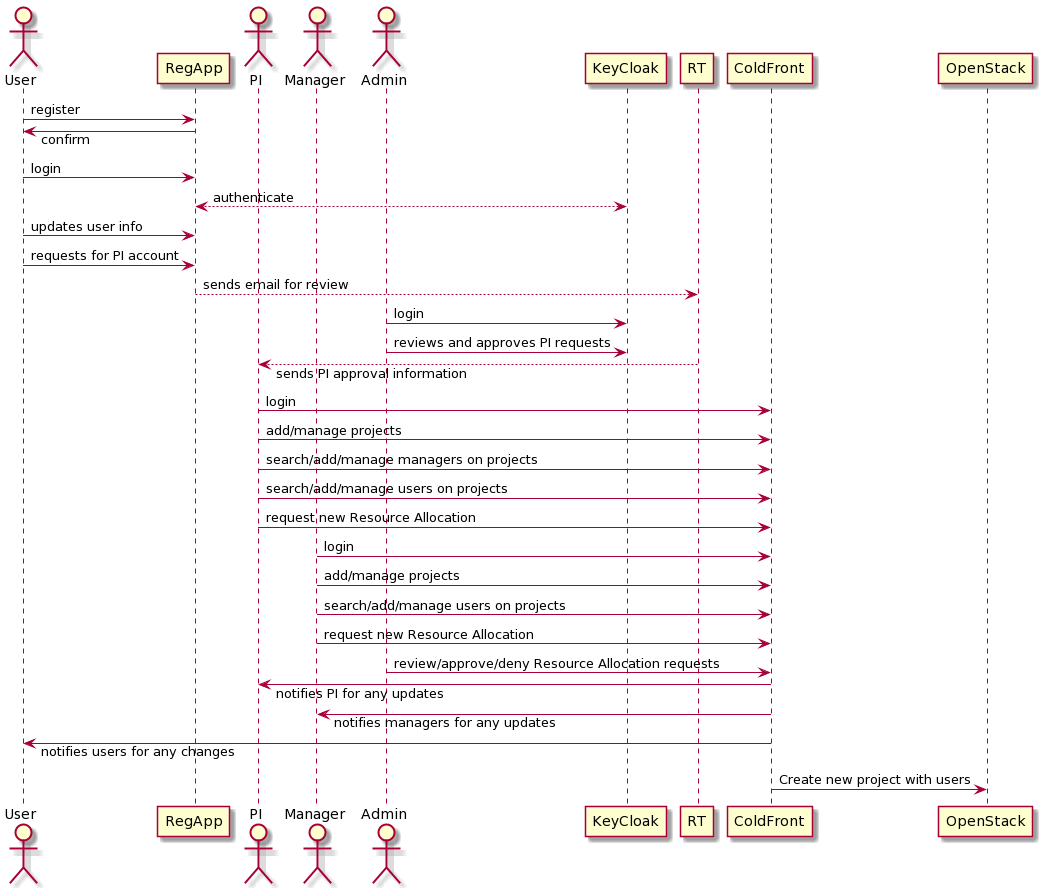 User
RegApp
PI
Manager
Admin
KeyCloak
RT
ColdFront
OpenStack
register
confirm
login
authenticate
updates user info
requests for PI account
sends email for review
login
reviews and approves PI requests
sends PI approval information
login
add/manage projects
search/add/manage managers on projects
search/add/manage users on projects
request new Resource Allocation
login
add/manage projects
search/add/manage users on projects
request new Resource Allocation
review/approve/deny Resource Allocation requests
notifies PI for any updates
notifies managers for any updates
notifies users for any changes
Create new project with users
User
RegApp
PI
Manager
Admin
KeyCloak
RT
ColdFront
OpenStack